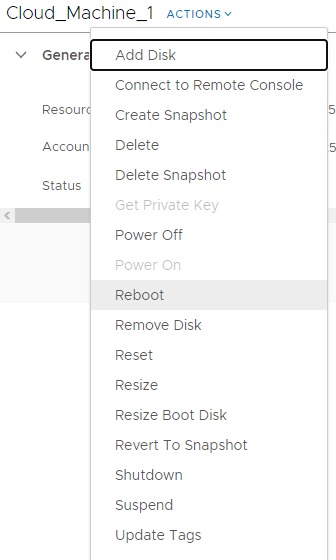 Cloud_Machine_1 ACTIONS
Genera
Add Disk
Connect to Remote Console
Resourc
5
Create Snapshot
Accoun
Delete
5
Delete Snapshot
Status
Get Private Key
Power Off
Power On
Reboot
Remove Disk
Reset
Resize
Resize Boot Disk
Revert To Snapshot
Shutdown
Suspend
Update Tags